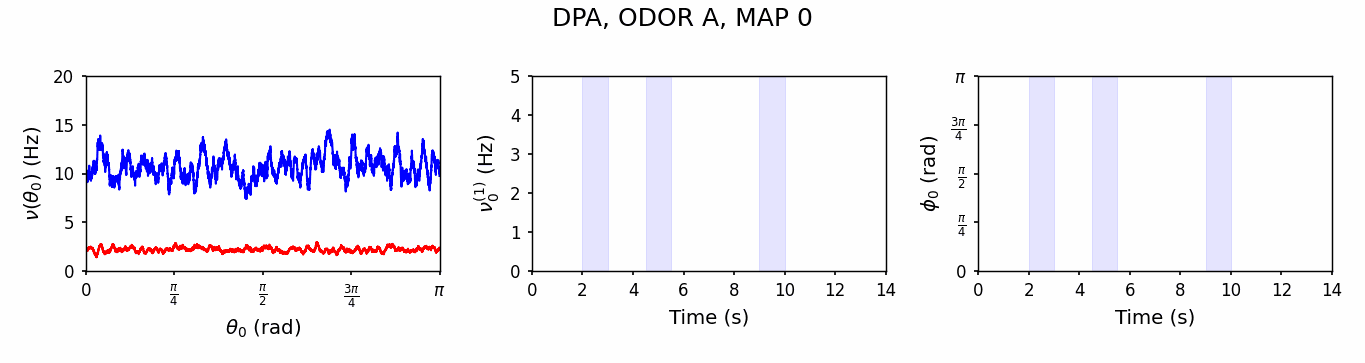 DPA, ODOR A, MAP 0
ν(θ₀) (Hz)
20
15
10
5
0
0 π/4 π/2 3π/4 π
θ₀ (rad)
ν₀⁽¹⁾ (Hz)
5
4
3
2
1
0
0 2 4 6 8 10 12 14
Time (s)
ϕ₀ (rad)
π
3π/4
π/2
π/4
0
0 2 4 6 8 10 12 14
Time (s)